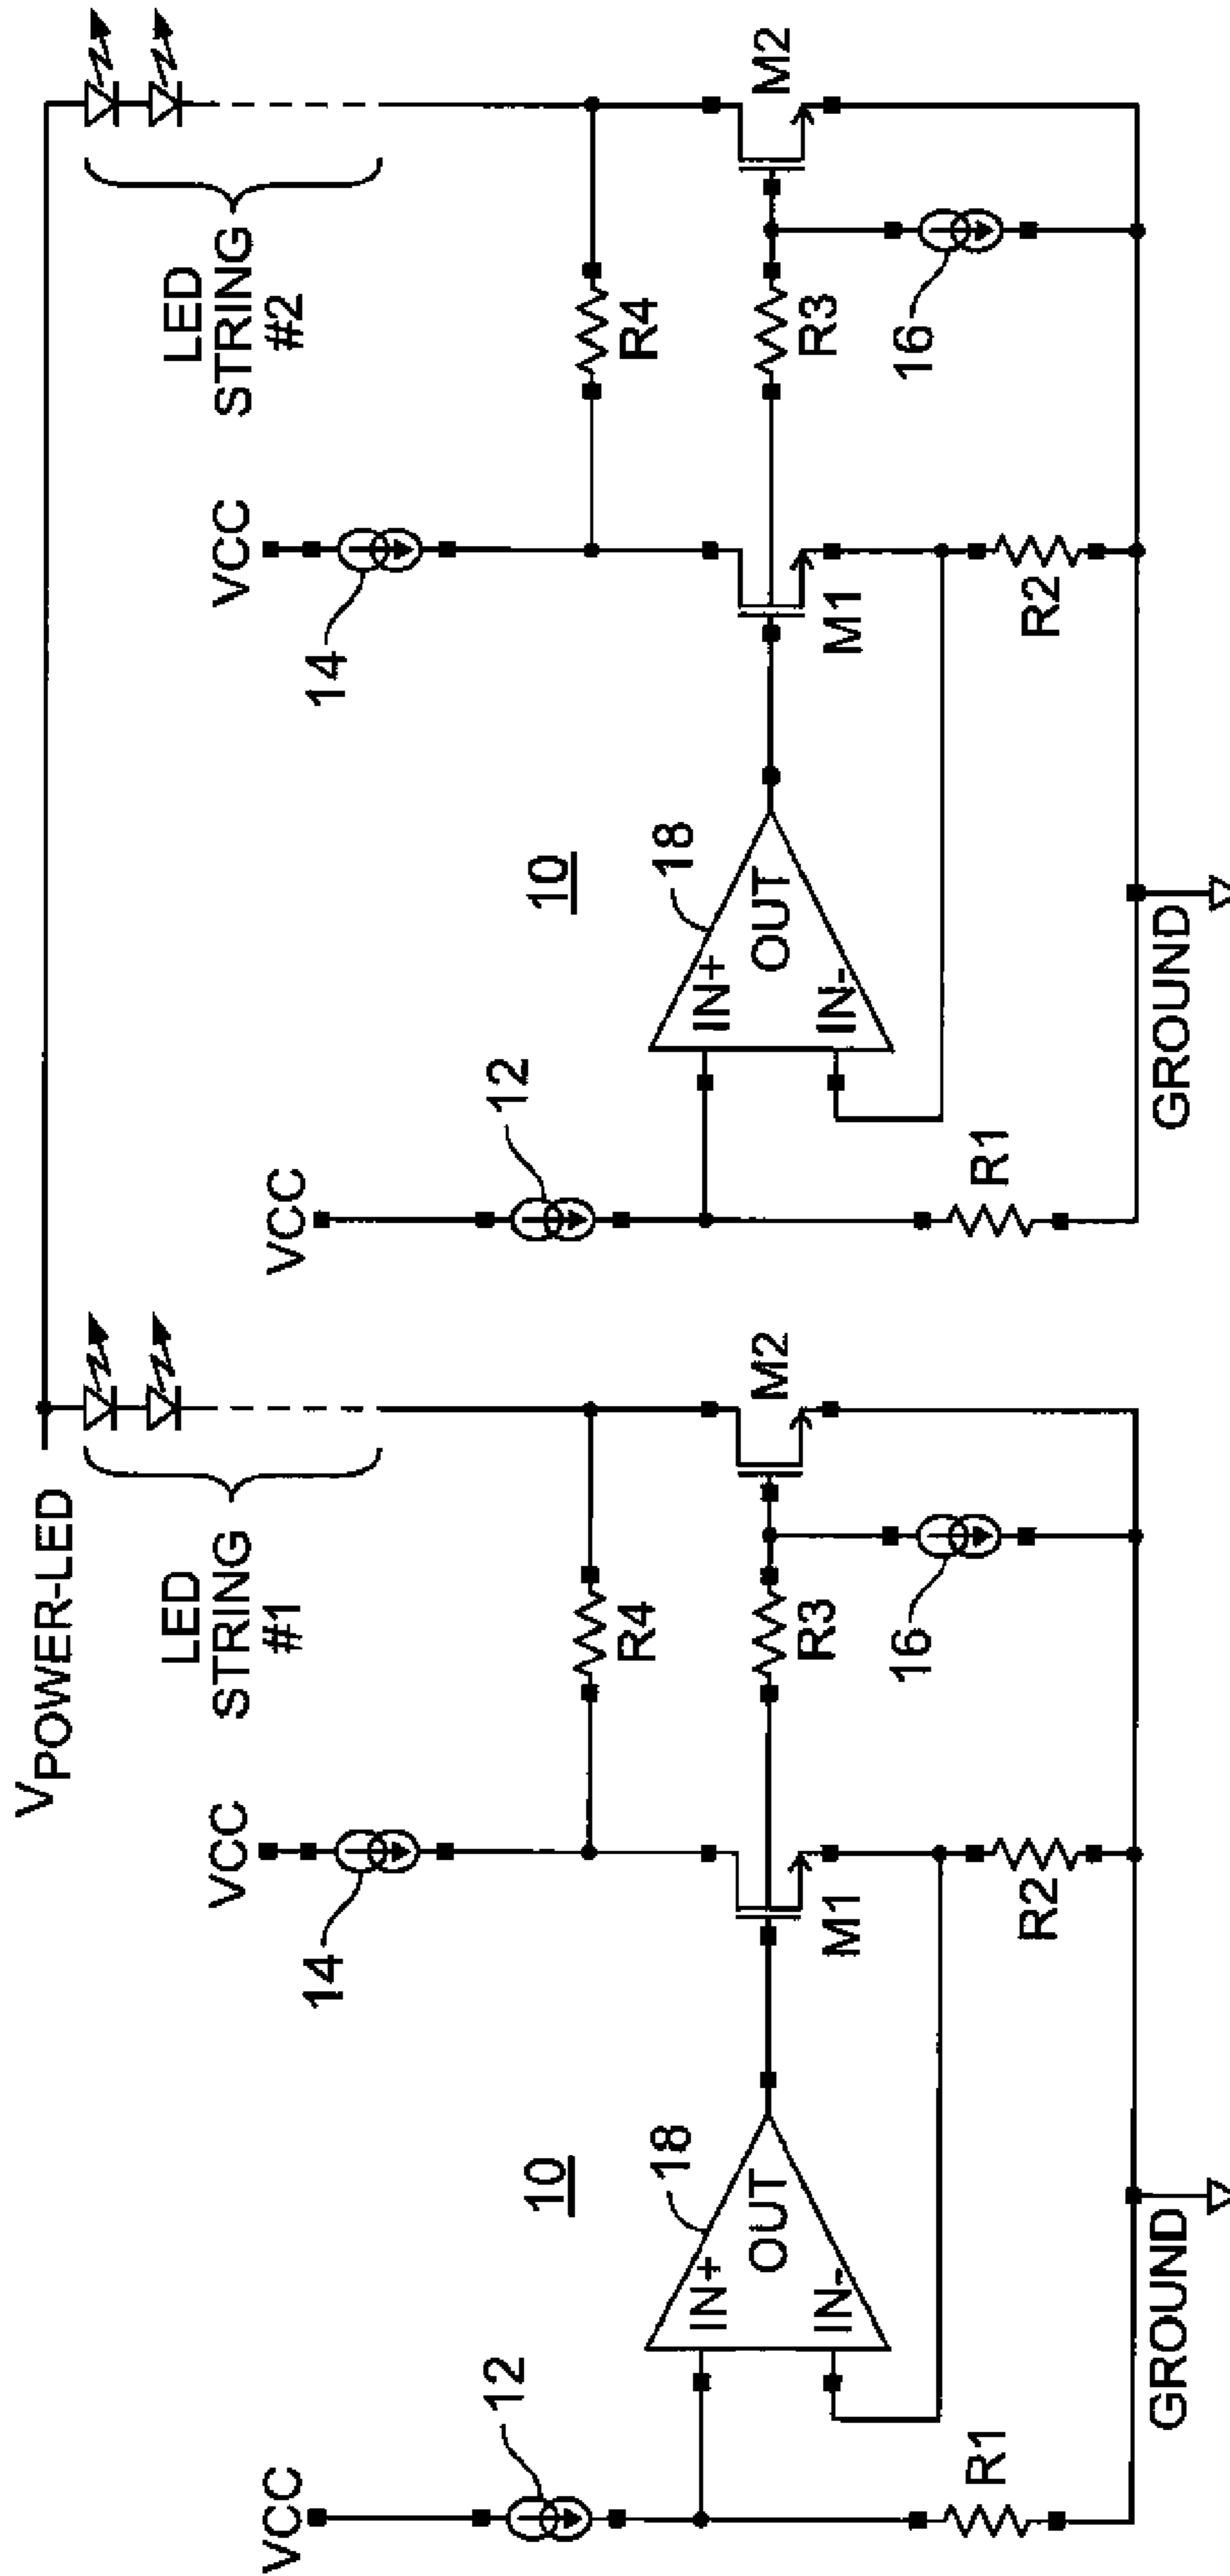 V POWER-LED
LED
STRING
#1
LED
STRING
#2
VCC
12
10
18
IN+
OUT
IN-
R1
GROUND
VCC
14
M1
R2
R4
R3
16
M2
VCC
12
10
18
IN+
OUT
IN-
R1
GROUND
VCC
14
M1
R2
R4
R3
16
M2